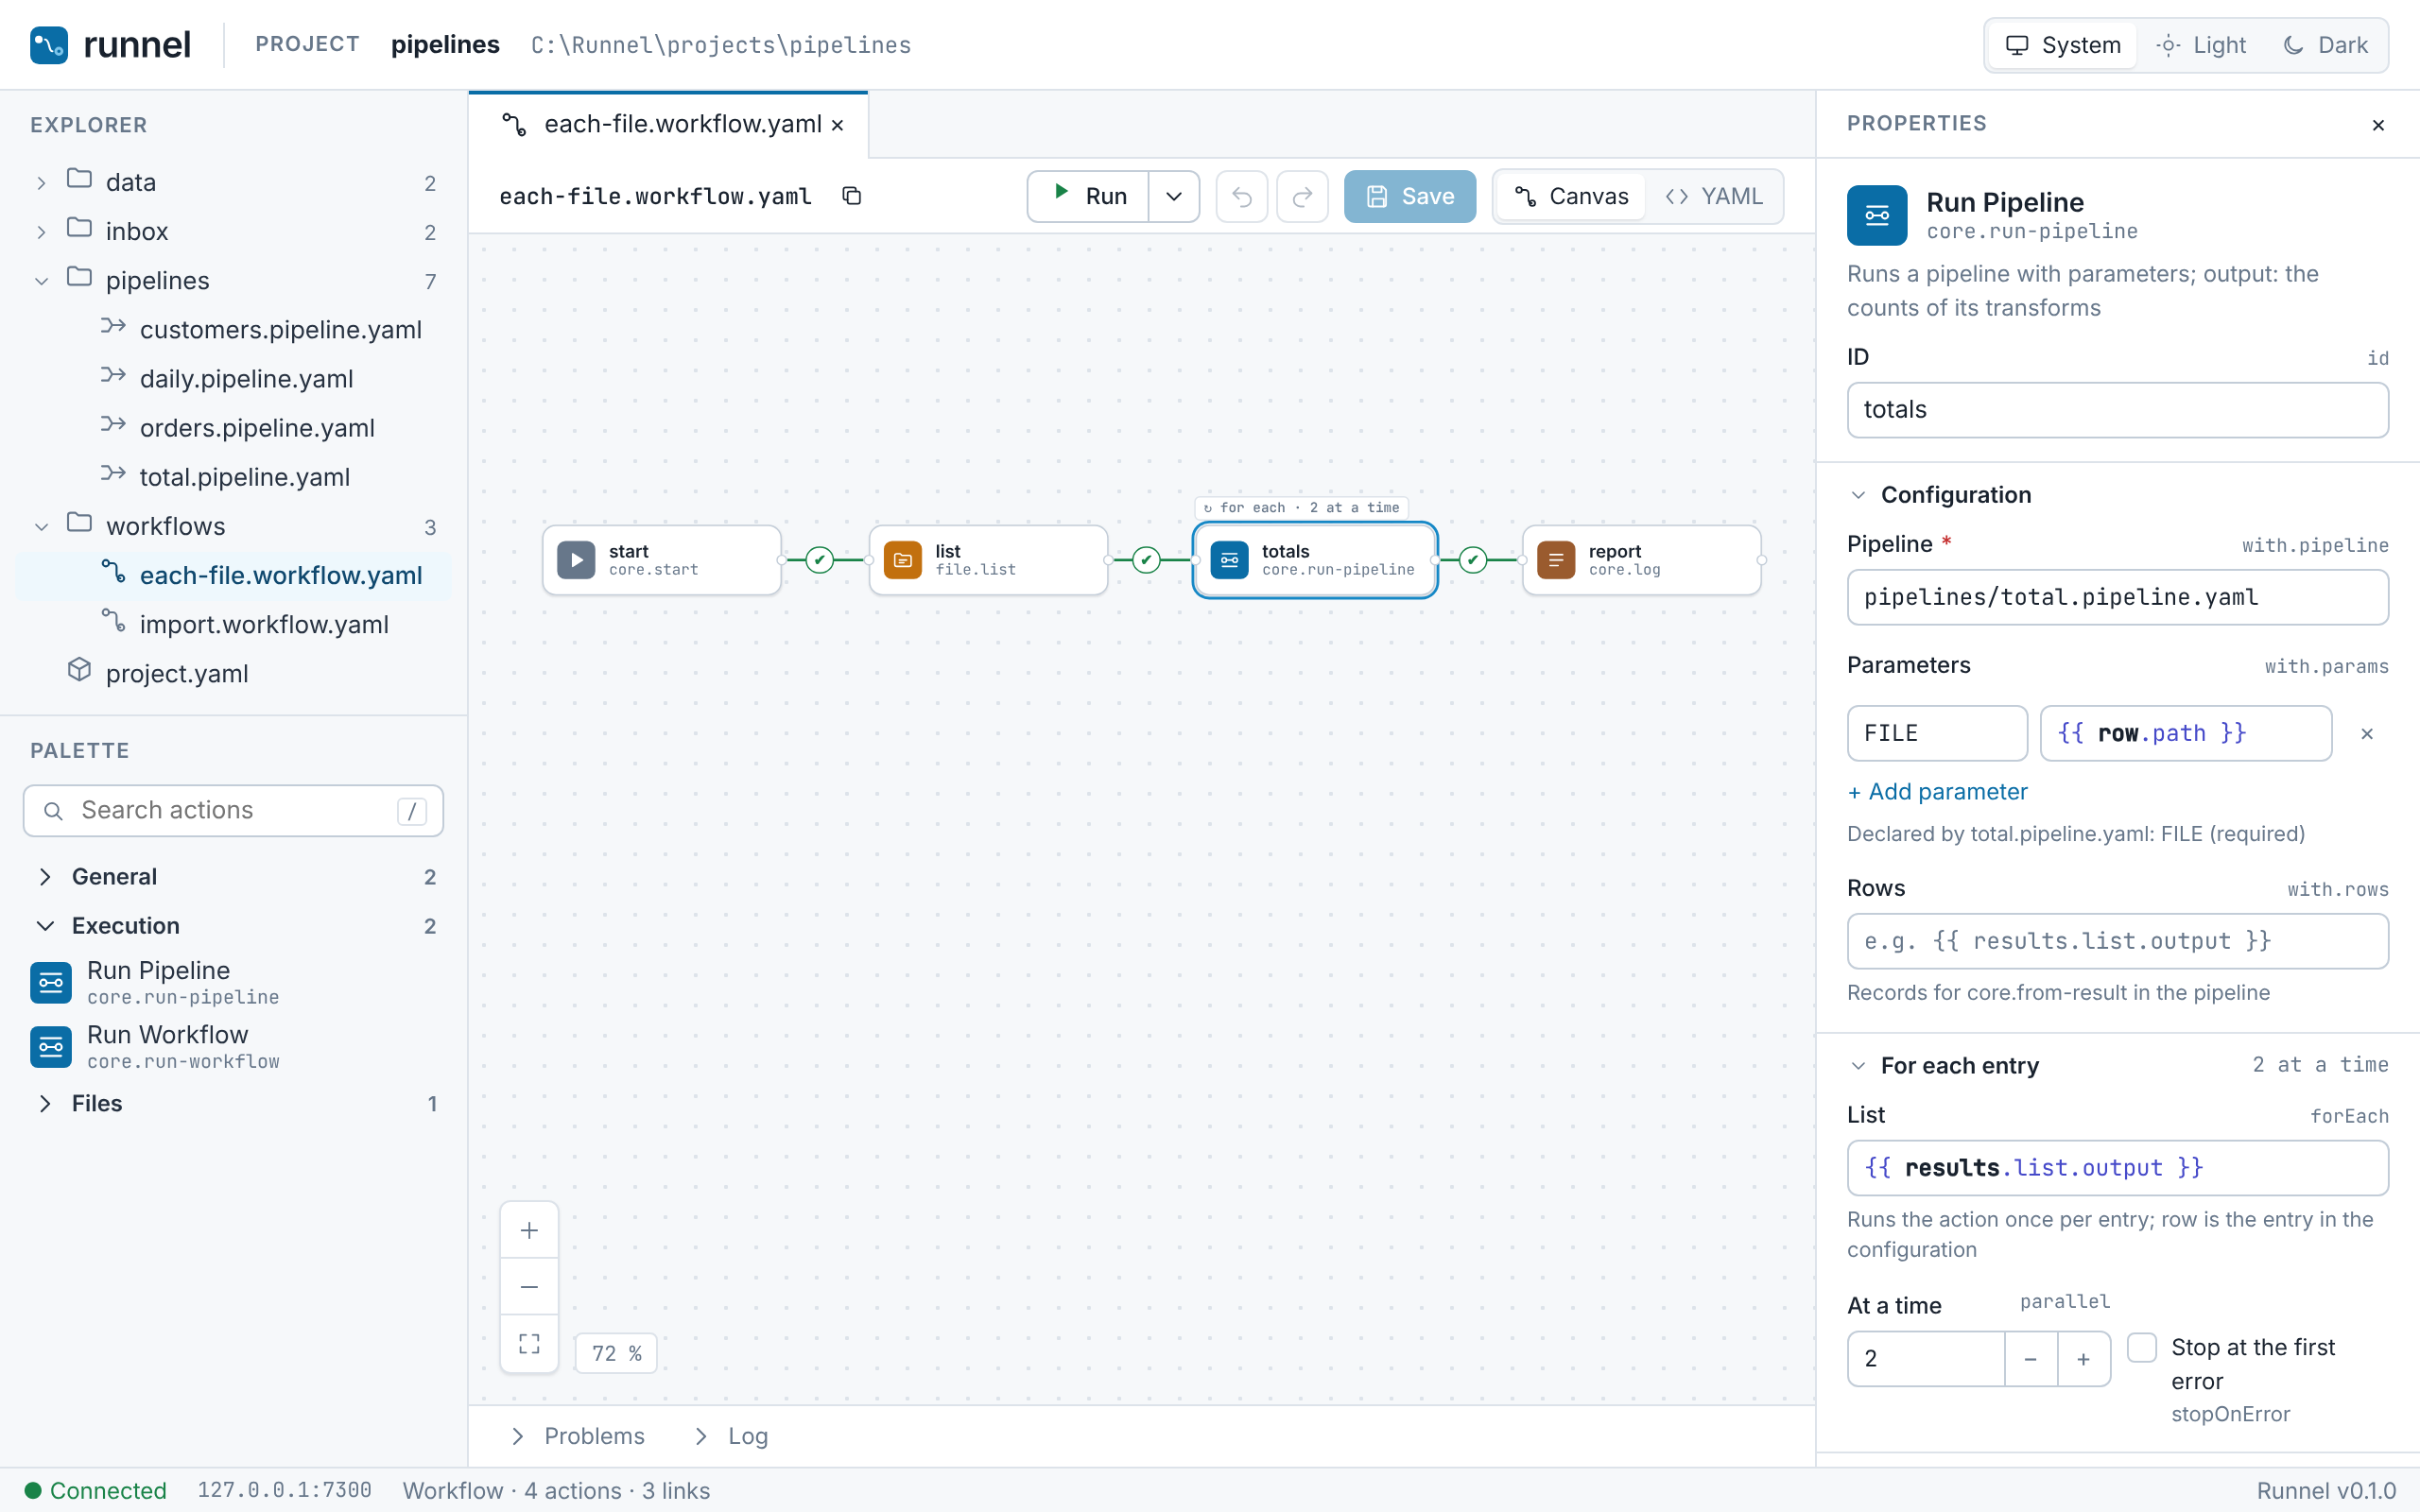 runnel
PROJECT pipelines C:\Runnel\projects\pipelines
System Light Dark
EXPLORER
data 2
inbox 2
pipelines 7
customers.pipeline.yaml
daily.pipeline.yaml
orders.pipeline.yaml
total.pipeline.yaml
workflows 3
each-file.workflow.yaml
import.workflow.yaml
project.yaml
PALETTE
Search actions /
General 2
Execution 2
Run Pipeline
core.run-pipeline
Run Workflow
core.run-workflow
Files 1
each-file.workflow.yaml ×
each-file.workflow.yaml
Run Save Canvas YAML
↻ for each · 2 at a time
start
core.start
list
file.list
totals
core.run-pipeline
report
core.log
72 %
Problems Log
PROPERTIES ×
Run Pipeline
core.run-pipeline
Runs a pipeline with parameters; output: the
counts of its transforms
ID id
totals
Configuration
Pipeline * with.pipeline
pipelines/total.pipeline.yaml
Parameters with.params
FILE {{ row.path }} ×
+ Add parameter
Declared by total.pipeline.yaml: FILE (required)
Rows with.rows
e.g. {{ results.list.output }}
Records for core.from-result in the pipeline
For each entry 2 at a time
List forEach
{{ results.list.output }}
Runs the action once per entry; row is the entry in the
configuration
At a time parallel
2 − +
Stop at the first
error
stopOnError
Connected 127.0.0.1:7300 Workflow · 4 actions · 3 links
Runnel v0.1.0